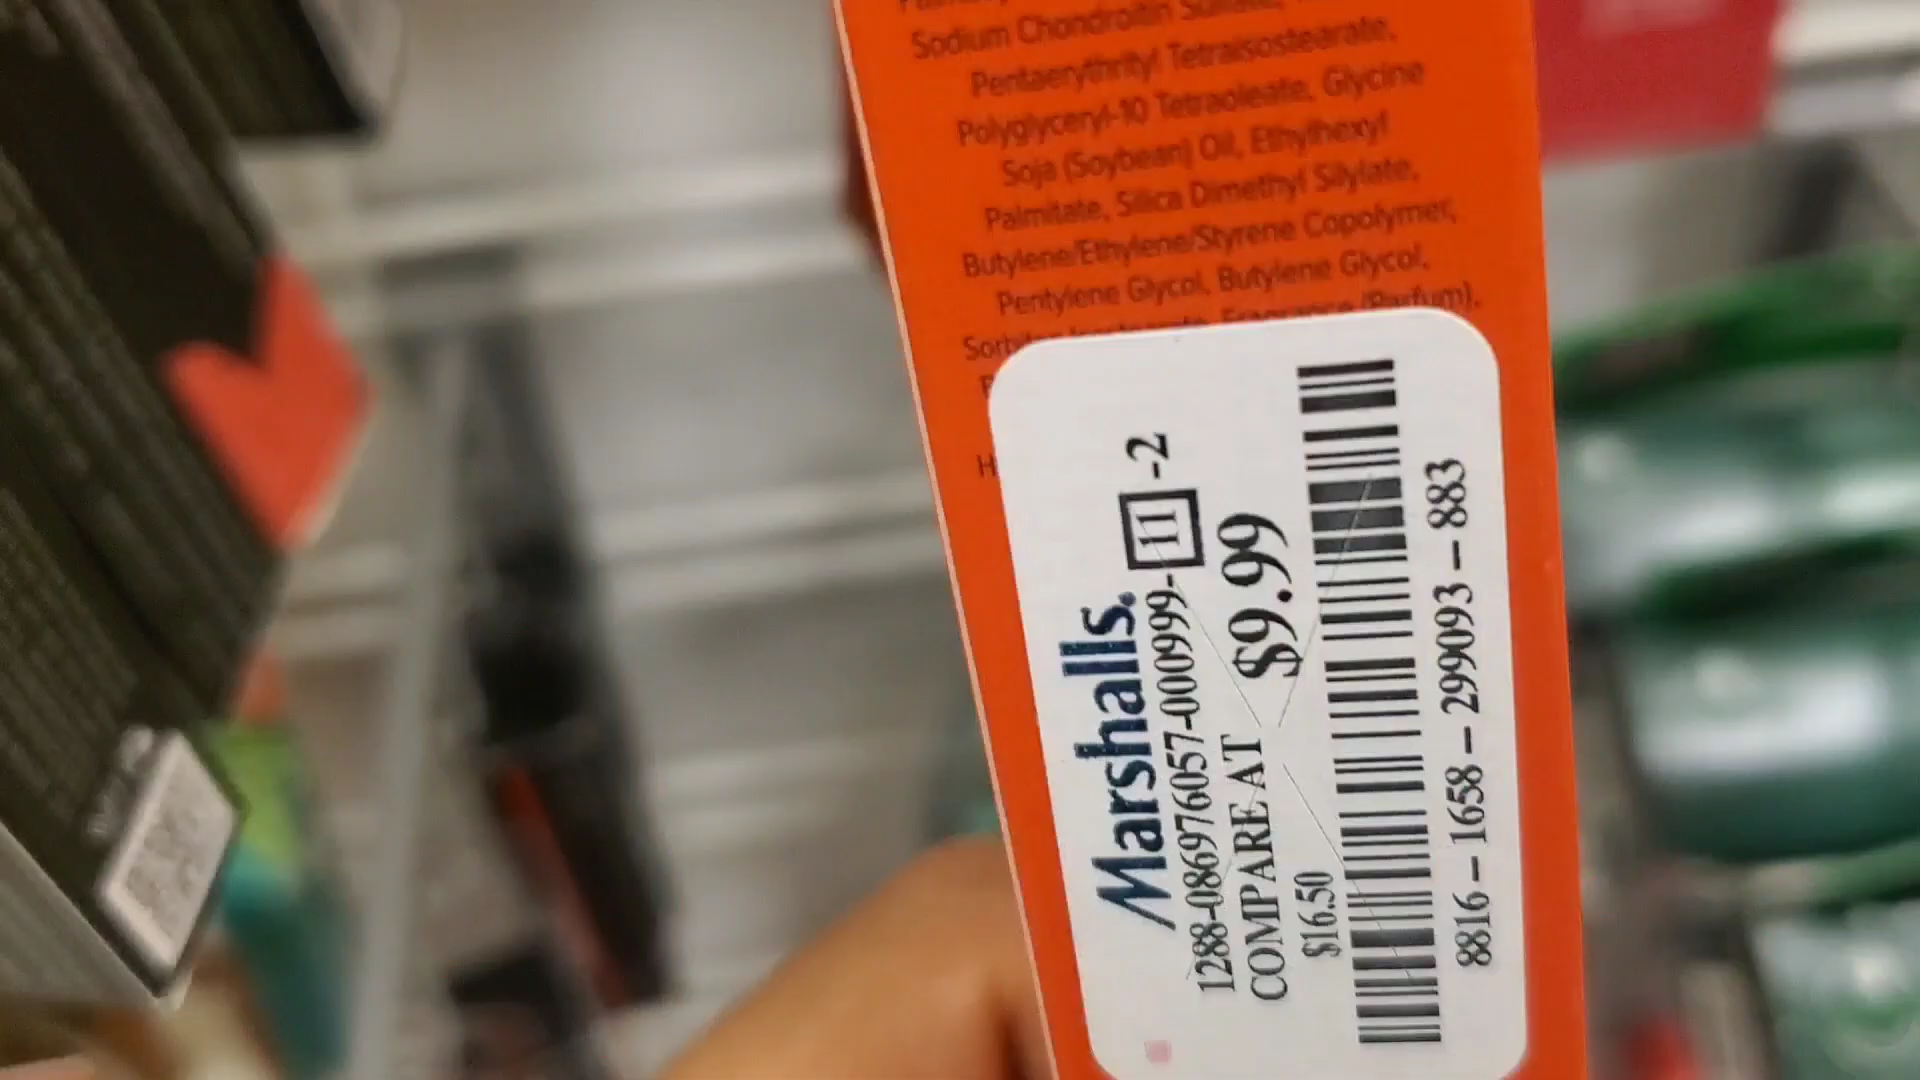 Sodium Chondroitin Sulfate,
Pentaerythrityl Tetraisostearate,
Polyglyceryl-10 Tetraoleate, Glycine
Soja (Soybean) Oil, Ethylhexyl
Palmitate, Silica Dimethyl Silylate,
Butylene/Ethylene/Styrene Copolymer,
Pentylene Glycol, Butylene Glycol,
Fragrance (Parfum),
Marshalls.
1288-086976057-000999-11-2
COMPARE AT $9.99
$16.50
8816-1658-299093-883